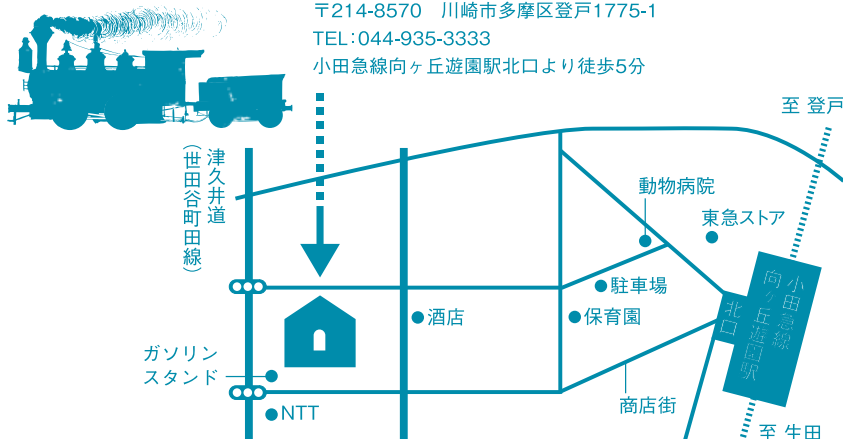 〒214-8570　川崎市多摩区登戸1775-1
TEL:044-935-3333
小田急線向ヶ丘遊園駅北口より徒歩5分
至 登戸
津久井道
(世田谷町田線)
動物病院
東急ストア
駐車場
酒店
保育園
小田急線
向ヶ丘遊園駅
北口
ガソリン
スタンド
NTT
商店街
至 生田